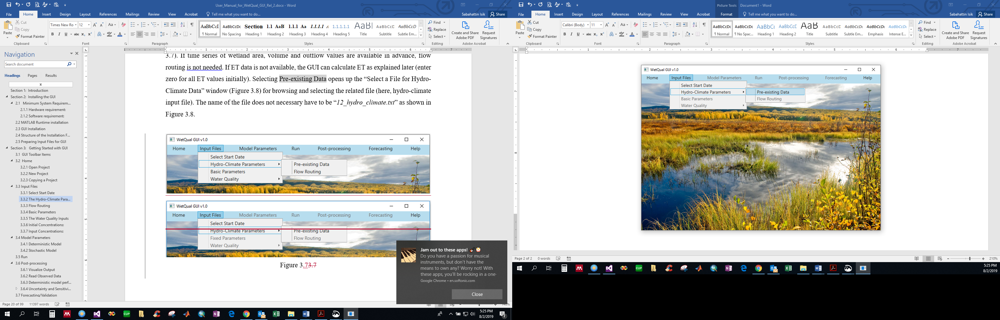 User_Manual_for_WetQual_GUI_Rel_2.docx - Word
File Home Insert Design Layout References Mailings Review View Acrobat Tell me what you want to do... Sabahattin Isik Share
Paste Cut Copy Format Painter
Times New Ro 12
AaBbCcI AaBbCcDc Section 1.1 AaB 1.1.1 Aa 1.1.1.1 A 1.1.1.1.1 AaB AaBbCcD AaBbCcD
¶ Normal No Spacing Heading 1 Heading 2 Heading 3 Heading 4 Heading 5 Title Subtitle Subtle Em...
Find Replace Select
Create and Share Adobe PDF Request Signatures
Clipboard Font Paragraph Styles Editing Adobe Acrobat
Navigation
Search document
Headings Pages Results
Section 1: Introduction
Section 2: Installing the GUI
2.1 Minimum System Requirem...
2.1.1 Hardware requirement:
2.1.2 Software requirement:
2.2 MATLAB Runtime installation
2.3 GUI Installation
2.4 Structure of the Installation F...
2.5 Preparing Input Files for GUI
Section 3: Getting Started with GUI
3.1 GUI Toolbar Items
3.2 Home
3.2.1 Open Project
3.2.2 New Project
3.2.3 Copying a Project
3.3 Input Files
3.3.1 Select Start Date
3.3.2 The Hydro-Climate Para...
3.3.3 Flow Routing
3.3.4 Basic Parameters
3.3.5 The Water Quality Inputs
3.3.6 Initial Concentrations:
3.3.7 Input Concentrations:
3.4 Model Parameters
3.4.1 Deterministic Model
3.4.2 Stochastic Model
3.5 Run
3.6 Post-processing
3.6.1 Visualize Output
3.6.2 Read Observed Data
3.6.3 Deterministic model perf...
3.6.4 Uncertainty and Sensitivi...
3.7 Forecasting/Validation
3.7). If time series of wetland area, volume and outflow values are available in advance, flow
routing is not needed. If ET data is not available, the GUI can calculate ET as explained later (enter
zero for all ET values initially). Selecting Pre-existing Data opens up the “Select a File for Hydro-
Climate Data” window (Figure 3.8) for browsing and selecting the related file (here, hydro-climate
input file). The name of the file does not necessary have to be “12_hydro_climate.txt” as shown in
Figure 3.8.
WetQual GUI v1.0
Home Input Files Model Parameters Run Post-processing Forecasting Help
Select Start Date
Hydro-Climate Parameters Pre-existing Data
Basic Parameters Flow Routing
Water Quality
WetQual GUI v1.0
Home Input Files Model Parameters Run Post-processing Forecasting Help
Select Start Date
Hydro-Climate Parameters Pre-existing Data
Fixed Parameters Flow Routing
Water Quality
Figure 3.73.7
Jam out to these apps!
Do you have a passion for musical
instruments, but don't have the
means to own any? Worry not! With
these apps, you'll be rocking in a one-
Google Chrome • en.softonic.com
Close
Page 20 of 99 11397 words
CUP
5:25 PM
8/2/2019
2
Picture Tools Document1 - Word
File Home Insert Design Layout References Mailings Review View Acrobat Format Tell me what you want to do... Sabahattin Isik Share
Paste Cut Copy Format Painter
Calibri (Body) 11
AaBbCcDc AaBbCcDc AaBbCc AaBbCcD AaB AaBbCcD AaBbCcDc AaBbCcDc AaBbCcDc
¶ Normal ¶ No Spac... Heading 1 Heading 2 Title Subtitle Subtle Em... Emphasis Intense E...
Find Replace Select
Create and Share Adobe PDF Request Signatures
Clipboard Font Paragraph Styles Editing Adobe Acrobat
WetQual GUI v1.0
Home Input Files Model Parameters Run Post-processing Forecasting Help
Select Start Date
Hydro-Climate Parameters Pre-existing Data
Basic Parameters Flow Routing
Water Quality
Page 2 of 2 0 words
210%
CUP
5:25 PM
8/2/2019